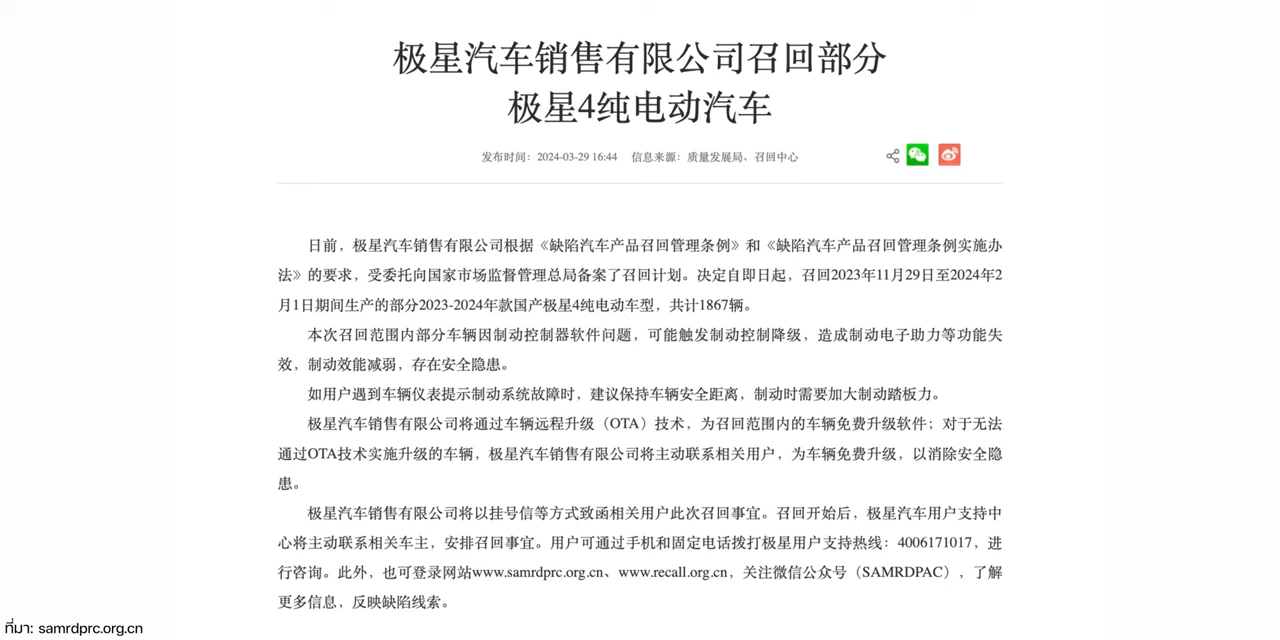 极星汽车销售有限公司召回部分
极星4纯电动汽车
发布时间：2024-03-29 16:44 信息来源：质量发展局、召回中心
日前，极星汽车销售有限公司根据《缺陷汽车产品召回管理条例》和《缺陷汽车产品召回管理条例实施办
法》的要求，受委托向国家市场监督管理总局备案了召回计划。决定自即日起，召回2023年11月29日至2024年2
月1日期间生产的部分2023-2024年款国产极星4纯电动车型，共计1867辆。
本次召回范围内部分车辆因制动控制器软件问题，可能触发制动控制降级，造成制动电子助力等功能失
效，制动效能减弱，存在安全隐患。
如用户遇到车辆仪表提示制动系统故障时，建议保持车辆安全距离，制动时需要加大制动踏板力。
极星汽车销售有限公司将通过车辆远程升级（OTA）技术，为召回范围内的车辆免费升级软件；对于无法
通过OTA技术实施升级的车辆，极星汽车销售有限公司将主动联系相关用户，为车辆免费升级，以消除安全隐
患。
极星汽车销售有限公司将以挂号信等方式致函相关用户此次召回事宜。召回开始后，极星汽车用户支持中
心将主动联系相关车主，安排召回事宜。用户可通过手机和固定电话拨打极星用户支持热线：4006171017，进
行咨询。此外，也可登录网站www.samrdprc.org.cn、www.recall.org.cn，关注微信公众号（SAMRDPAC），了解
更多信息，反映缺陷线索。
ที่มา: samrdprc.org.cn